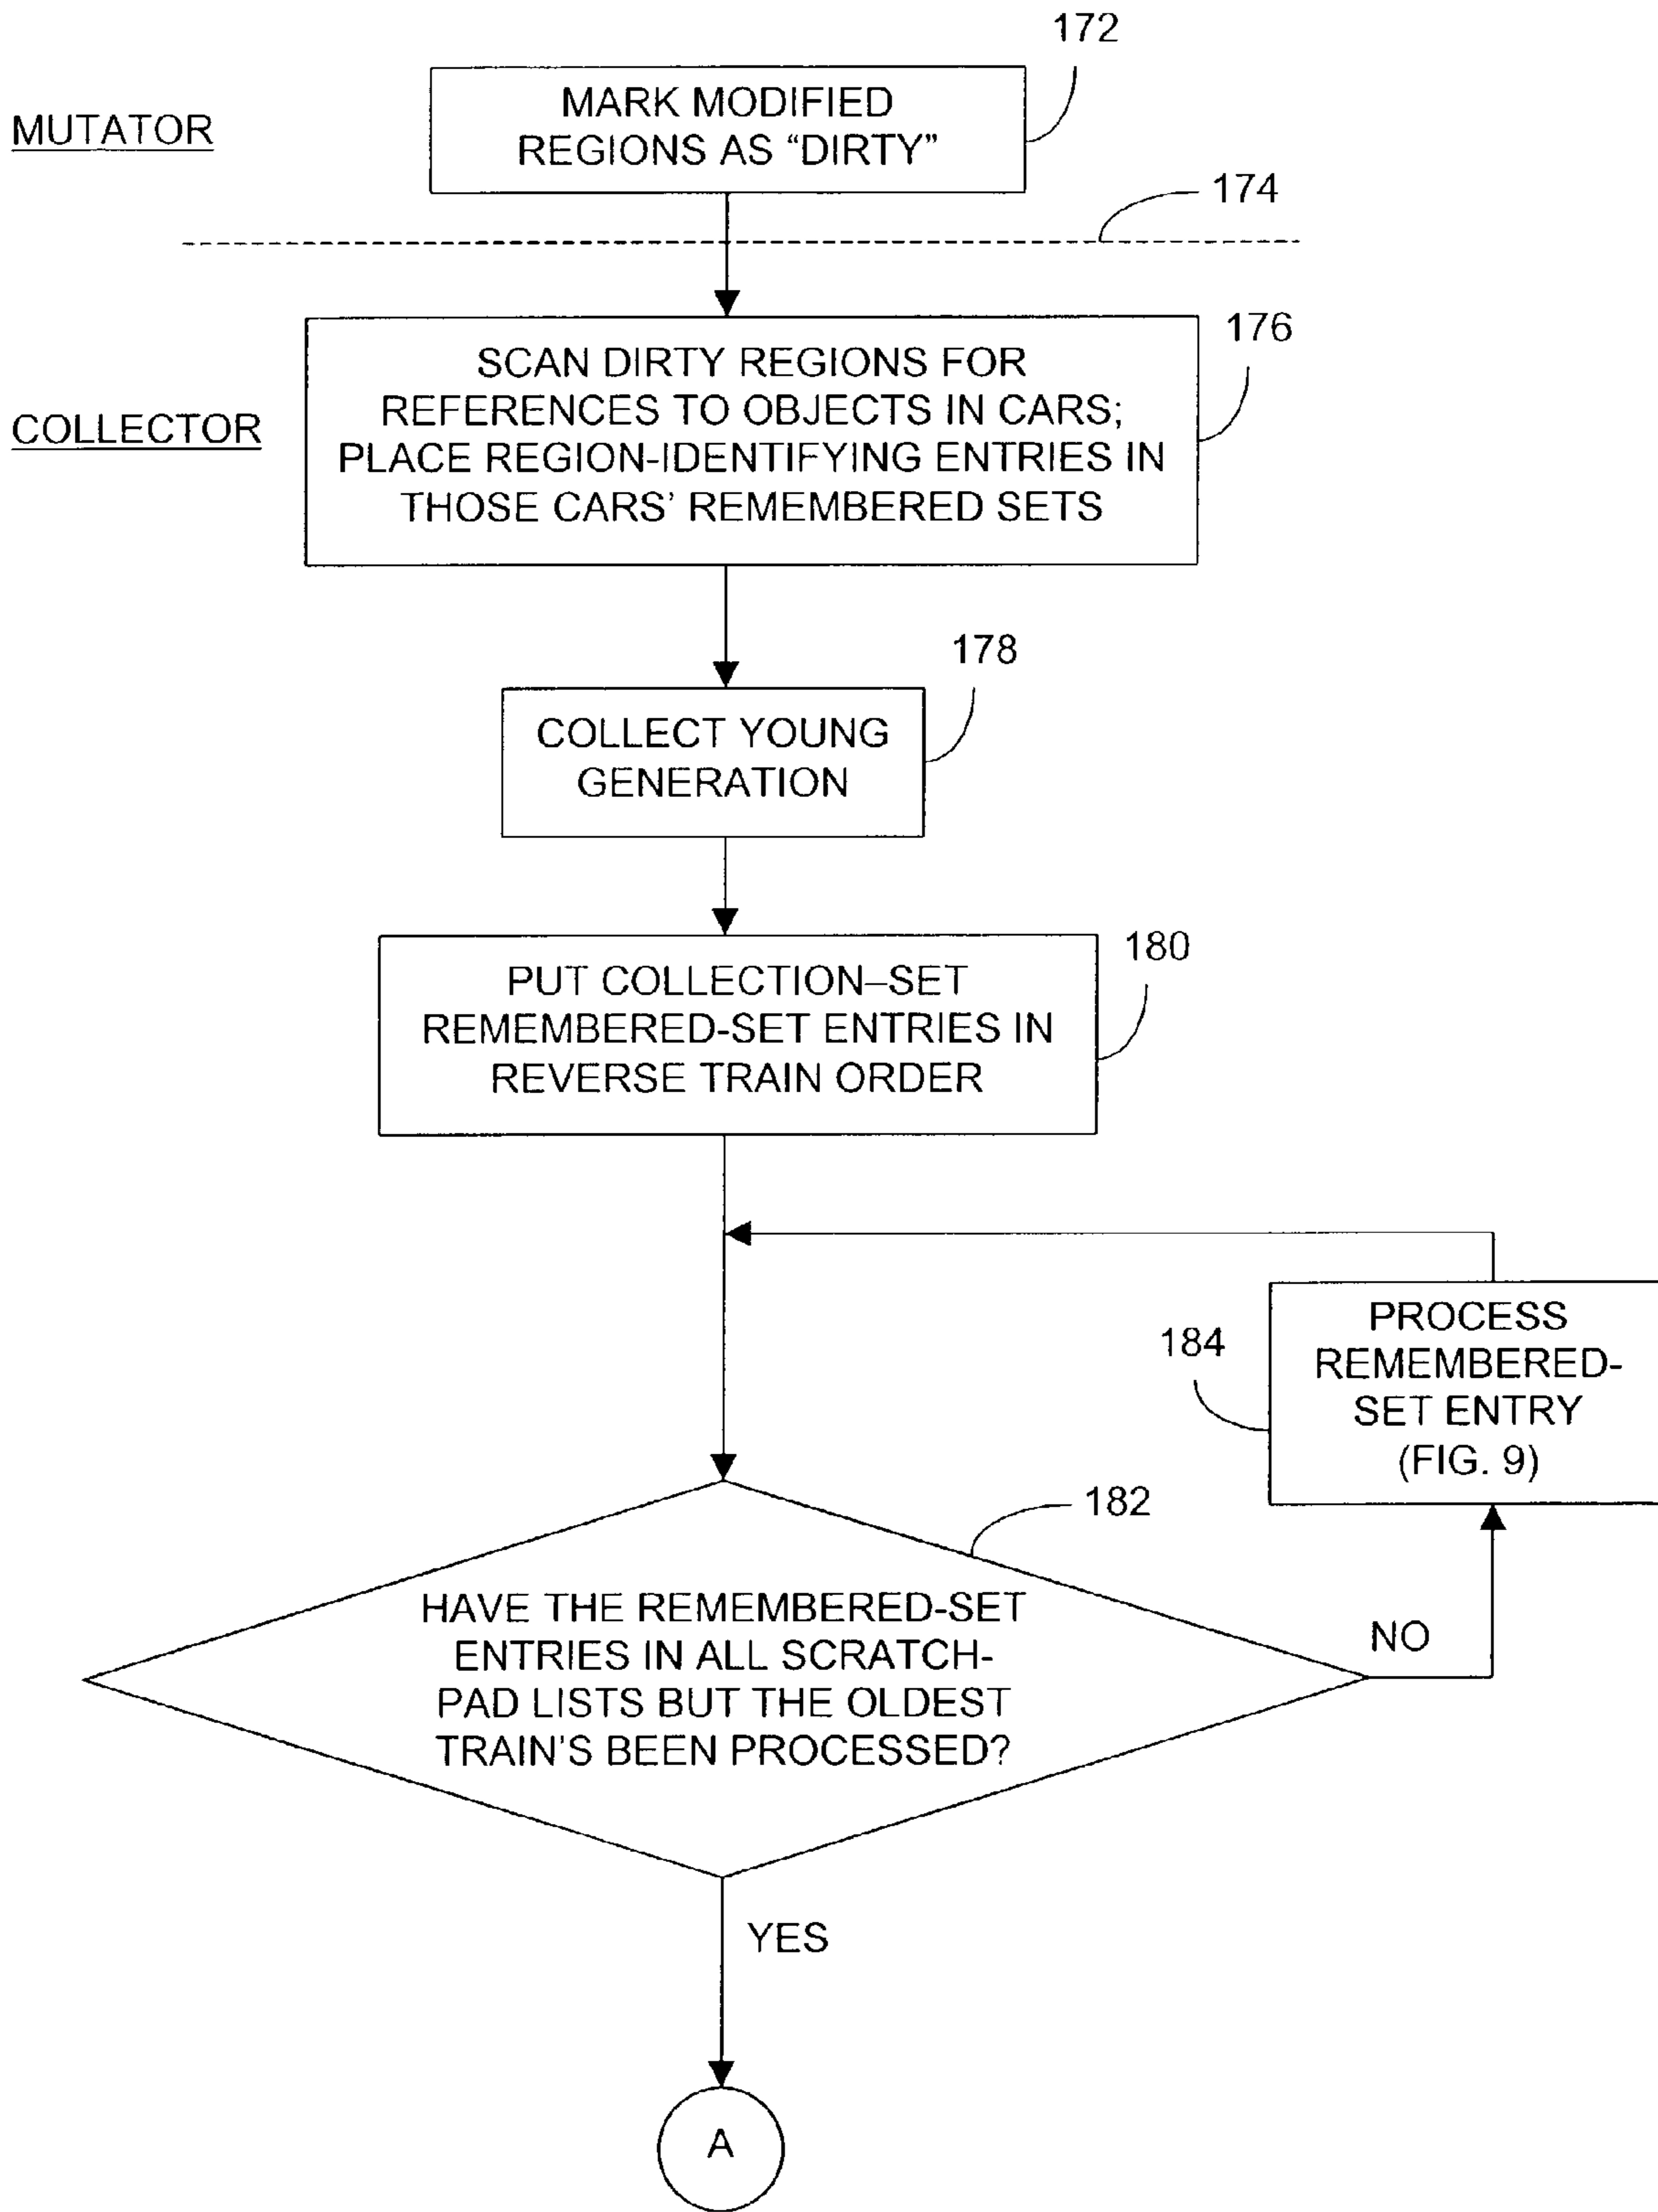 172
MUTATOR
MARK MODIFIED
REGIONS AS “DIRTY”
174
176
COLLECTOR
SCAN DIRTY REGIONS FOR
REFERENCES TO OBJECTS IN CARS;
PLACE REGION-IDENTIFYING ENTRIES IN
THOSE CARS’ REMEMBERED SETS
178
COLLECT YOUNG
GENERATION
180
PUT COLLECTION–SET
REMEMBERED-SET ENTRIES IN
REVERSE TRAIN ORDER
184
PROCESS
REMEMBERED-
SET ENTRY
(FIG. 9)
182
HAVE THE REMEMBERED-SET
ENTRIES IN ALL SCRATCH-
PAD LISTS BUT THE OLDEST
TRAIN'S BEEN PROCESSED?
NO
YES
A